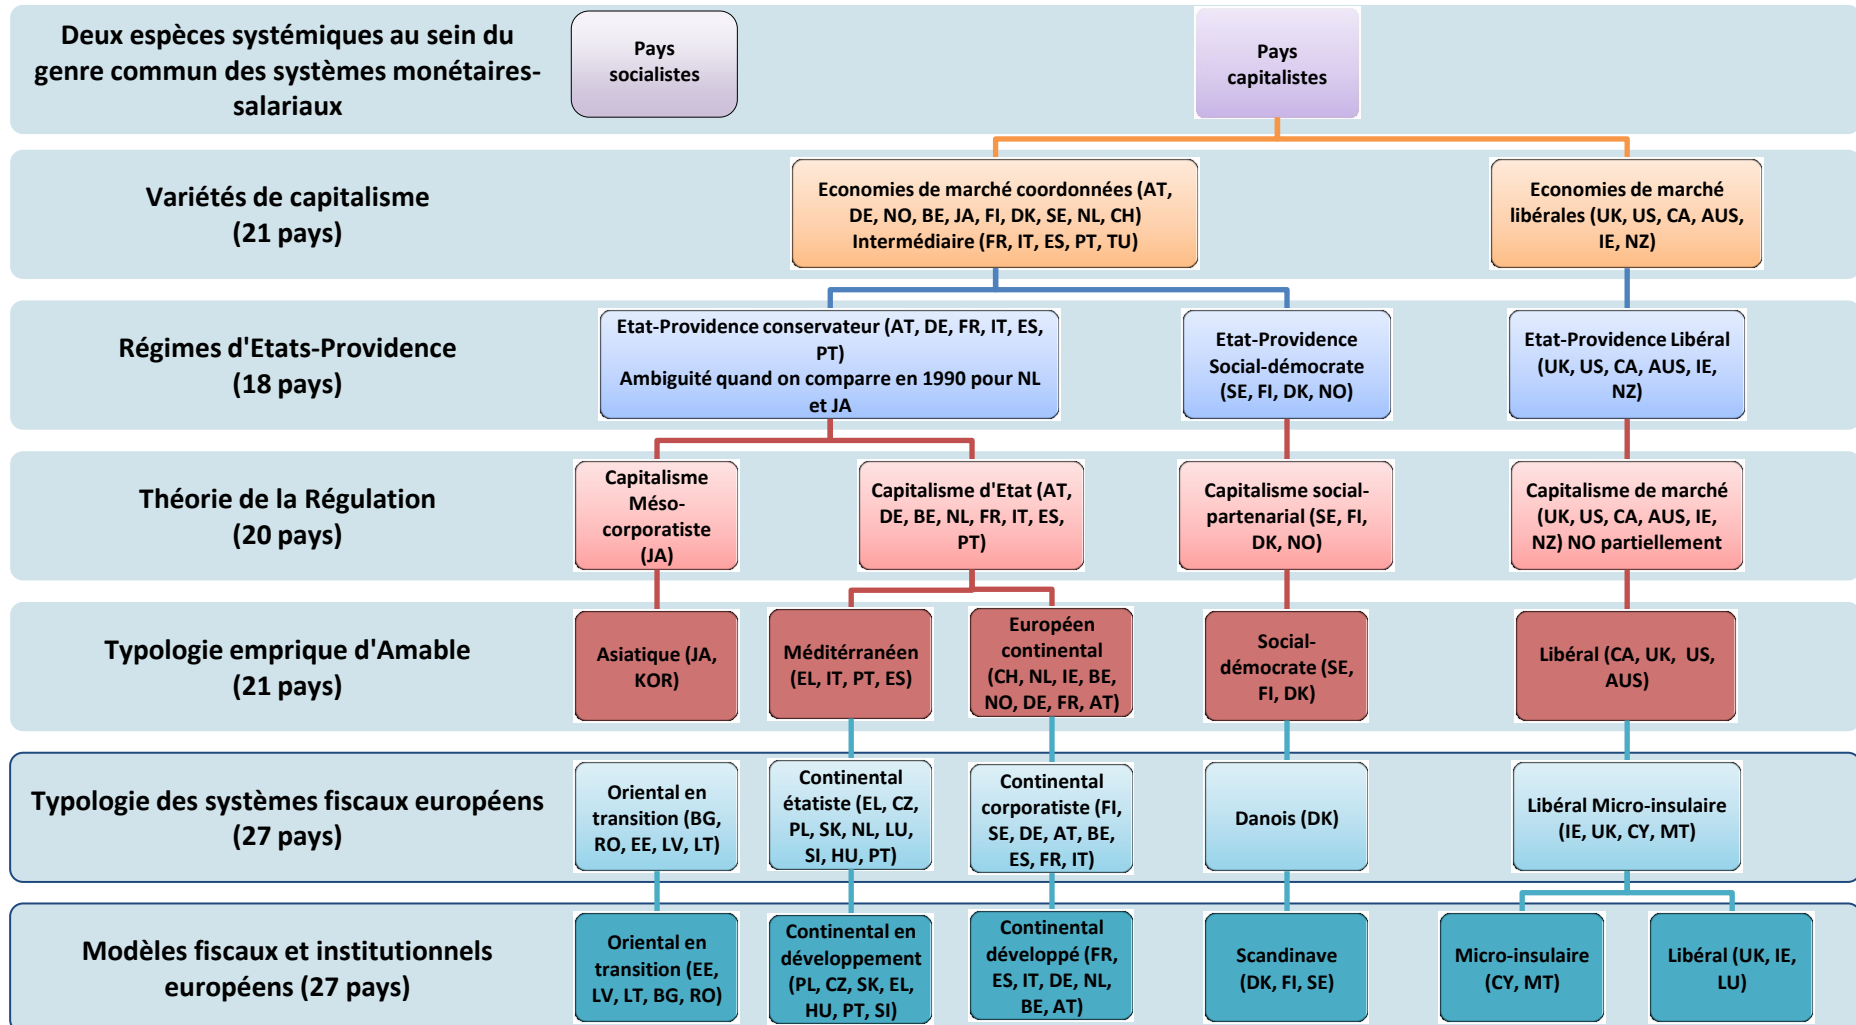 Deux espèces systémiques au sein du
genre commun des systèmes monétaires-
salariaux
Pays
socialistes
Pays
capitalistes
Variétés de capitalisme
(21 pays)
Economies de marché coordonnées (AT,
DE, NO, BE, JA, FI, DK, SE, NL, CH)
Intermédiaire (FR, IT, ES, PT, TU)
Economies de marché
libérales (UK, US, CA, AUS,
IE, NZ)
Régimes d'Etats-Providence
(18 pays)
Etat-Providence conservateur (AT, DE, FR, IT, ES,
PT)
Ambiguité quand on comparre en 1990 pour NL
et JA
Etat-Providence
Social-démocrate
(SE, FI, DK, NO)
Etat-Providence Libéral
(UK, US, CA, AUS, IE,
NZ)
Théorie de la Régulation
(20 pays)
Capitalisme
Méso-
corporatiste
(JA)
Capitalisme d'Etat (AT,
DE, BE, NL, FR, IT, ES,
PT)
Capitalisme social-
partenarial (SE, FI,
DK, NO)
Capitalisme de marché
(UK, US, CA, AUS, IE,
NZ) NO partiellement
Typologie emprique d'Amable
(21 pays)
Asiatique (JA,
KOR)
Méditérranéen
(EL, IT, PT, ES)
Européen
continental
(CH, NL, IE, BE,
NO, DE, FR, AT)
Social-
démocrate (SE,
FI, DK)
Libéral (CA, UK, US,
AUS)
Typologie des systèmes fiscaux européens
(27 pays)
Oriental en
transition (BG,
RO, EE, LV, LT)
Continental
étatiste (EL, CZ,
PL, SK, NL, LU,
SI, HU, PT)
Continental
corporatiste (FI,
SE, DE, AT, BE,
ES, FR, IT)
Danois (DK)
Libéral Micro-insulaire
(IE, UK, CY, MT)
Modèles fiscaux et institutionnels
européens (27 pays)
Oriental en
transition (EE,
LV, LT, BG, RO)
Continental en
développement
(PL, CZ, SK, EL,
HU, PT, SI)
Continental
développé (FR,
ES, IT, DE, NL,
BE, AT)
Scandinave
(DK, FI, SE)
Micro-insulaire
(CY, MT)
Libéral (UK, IE,
LU)